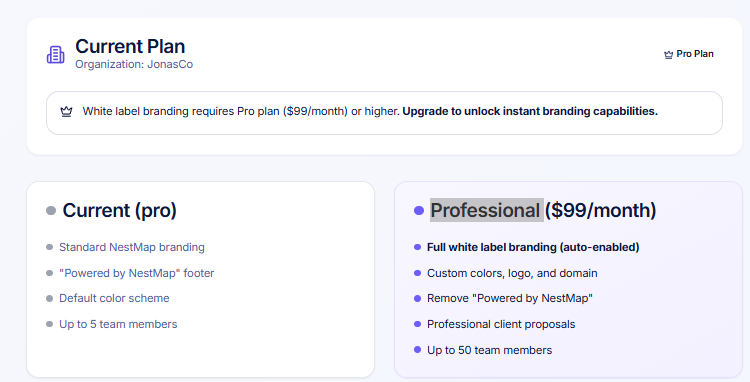 Current Plan
Organization: JonasCo
Pro Plan
White label branding requires Pro plan ($99/month) or higher. Upgrade to unlock instant branding capabilities.
Current (pro)
Standard NestMap branding
"Powered by NestMap" footer
Default color scheme
Up to 5 team members
Professional ($99/month)
Full white label branding (auto-enabled)
Custom colors, logo, and domain
Remove "Powered by NestMap"
Professional client proposals
Up to 50 team members